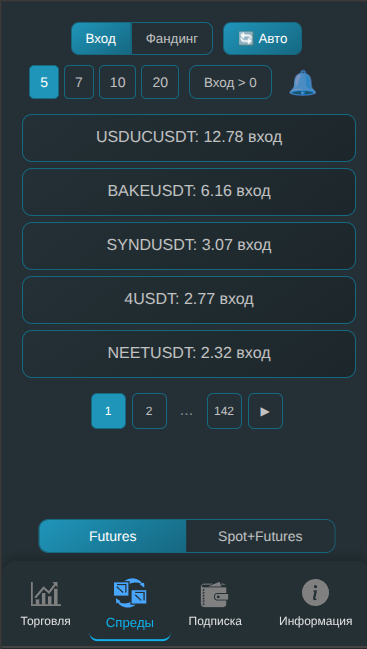 Вход Фандинг Авто
5 7 10 20 Вход > 0
USDUCUSDT: 12.78 вход
BAKEUSDT: 6.16 вход
SYNDUSDT: 3.07 вход
4USDT: 2.77 вход
NEETUSDT: 2.32 вход
1 2 ... 142 ▶
Futures Spot+Futures
Торговля Спреды Подписка Информация